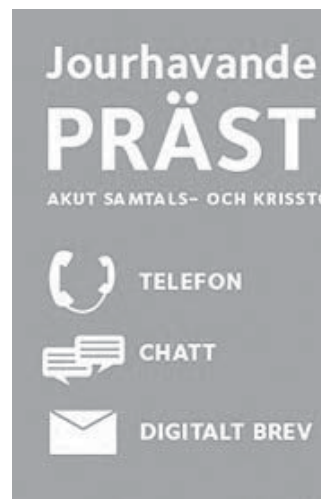 Jourhavande
PRÄST
AKUT SAMTALS- OCH
TELEFON
CHATT
DIGITALT BREV